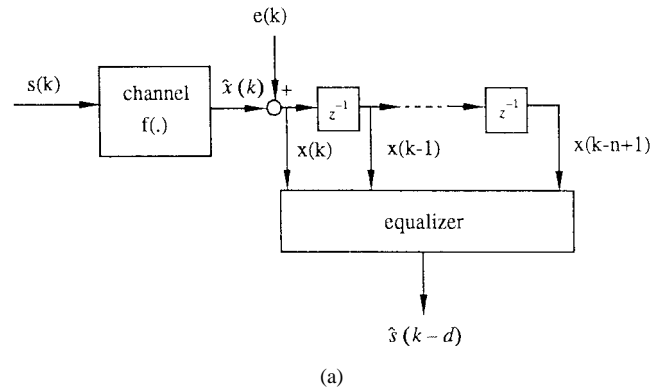 e(k)
s(k)
channel
f(.)
x̂(k)
+
z⁻¹
z⁻¹
x(k)
x(k-1)
x(k-n+1)
equalizer
ŝ(k – d)
(a)